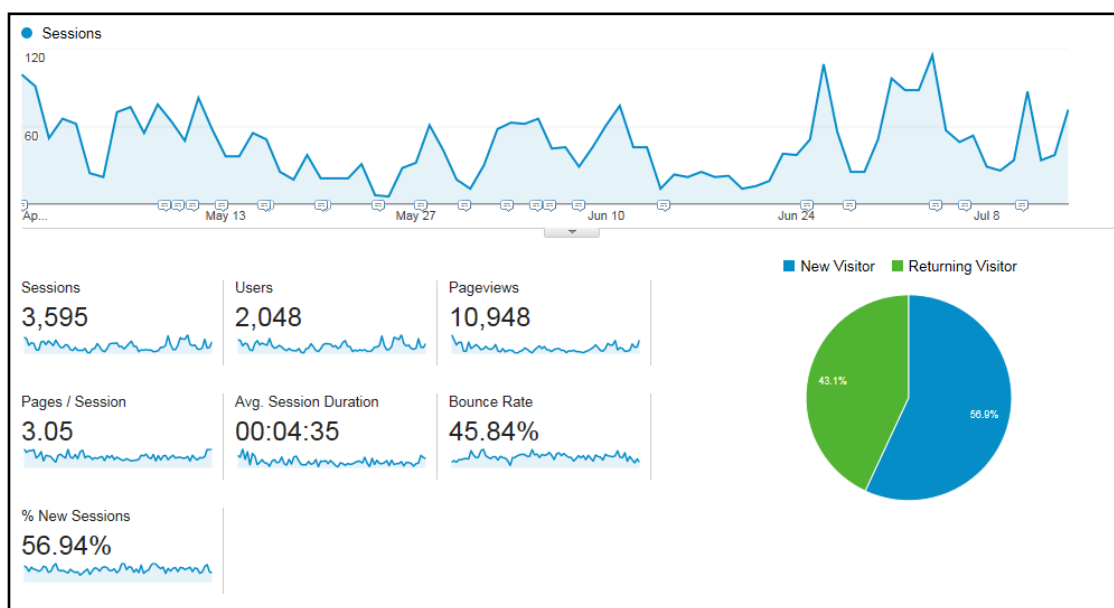 Sessions
120
60
Ap... May 13 May 27 Jun 10 Jun 24 Jul 8
New Visitor Returning Visitor
Sessions Users Pageviews
3,595 2,048 10,948
Pages / Session Avg. Session Duration Bounce Rate
3.05 00:04:35 45.84%
% New Sessions
56.94%
43.1%
56.9%